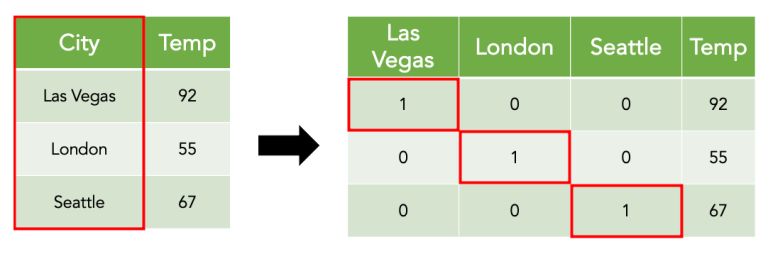 City Temp
Las Vegas 92
London 55
Seattle 67
Las
Vegas London Seattle Temp
1 0 0 92
0 1 0 55
0 0 1 67